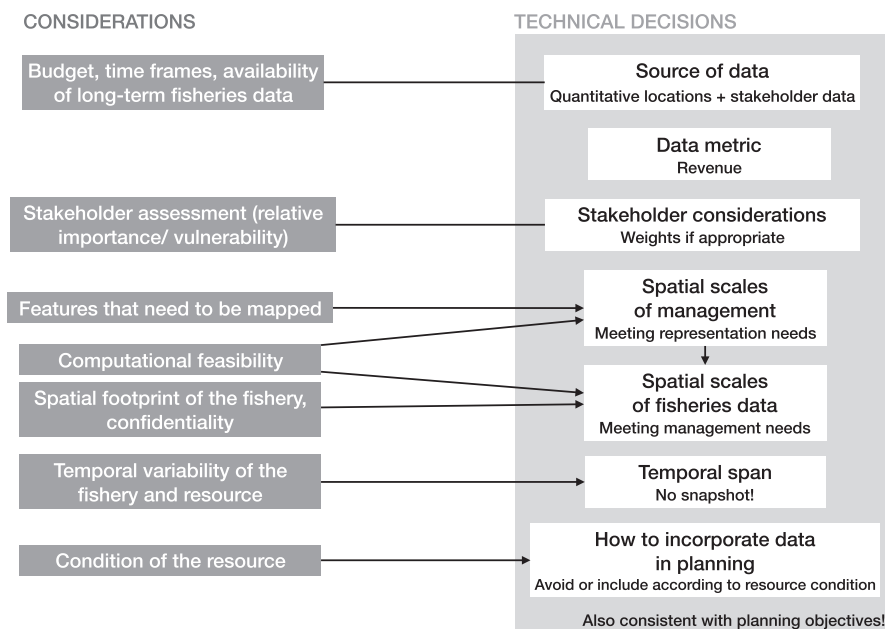 CONSIDERATIONS
TECHNICAL DECISIONS
Budget, time frames, availability
of long-term fisheries data
Source of data
Quantitative locations + stakeholder data
Data metric
Revenue
Stakeholder assessment (relative
importance/ vulnerability)
Stakeholder considerations
Weights if appropriate
Features that need to be mapped
Spatial scales
of management
Meeting representation needs
Computational feasibility
Spatial footprint of the fishery,
confidentiality
Spatial scales
of fisheries data
Meeting management needs
Temporal variability of the
fishery and resource
Temporal span
No snapshot!
Condition of the resource
How to incorporate data
in planning
Avoid or include according to resource condition
Also consistent with planning objectives!